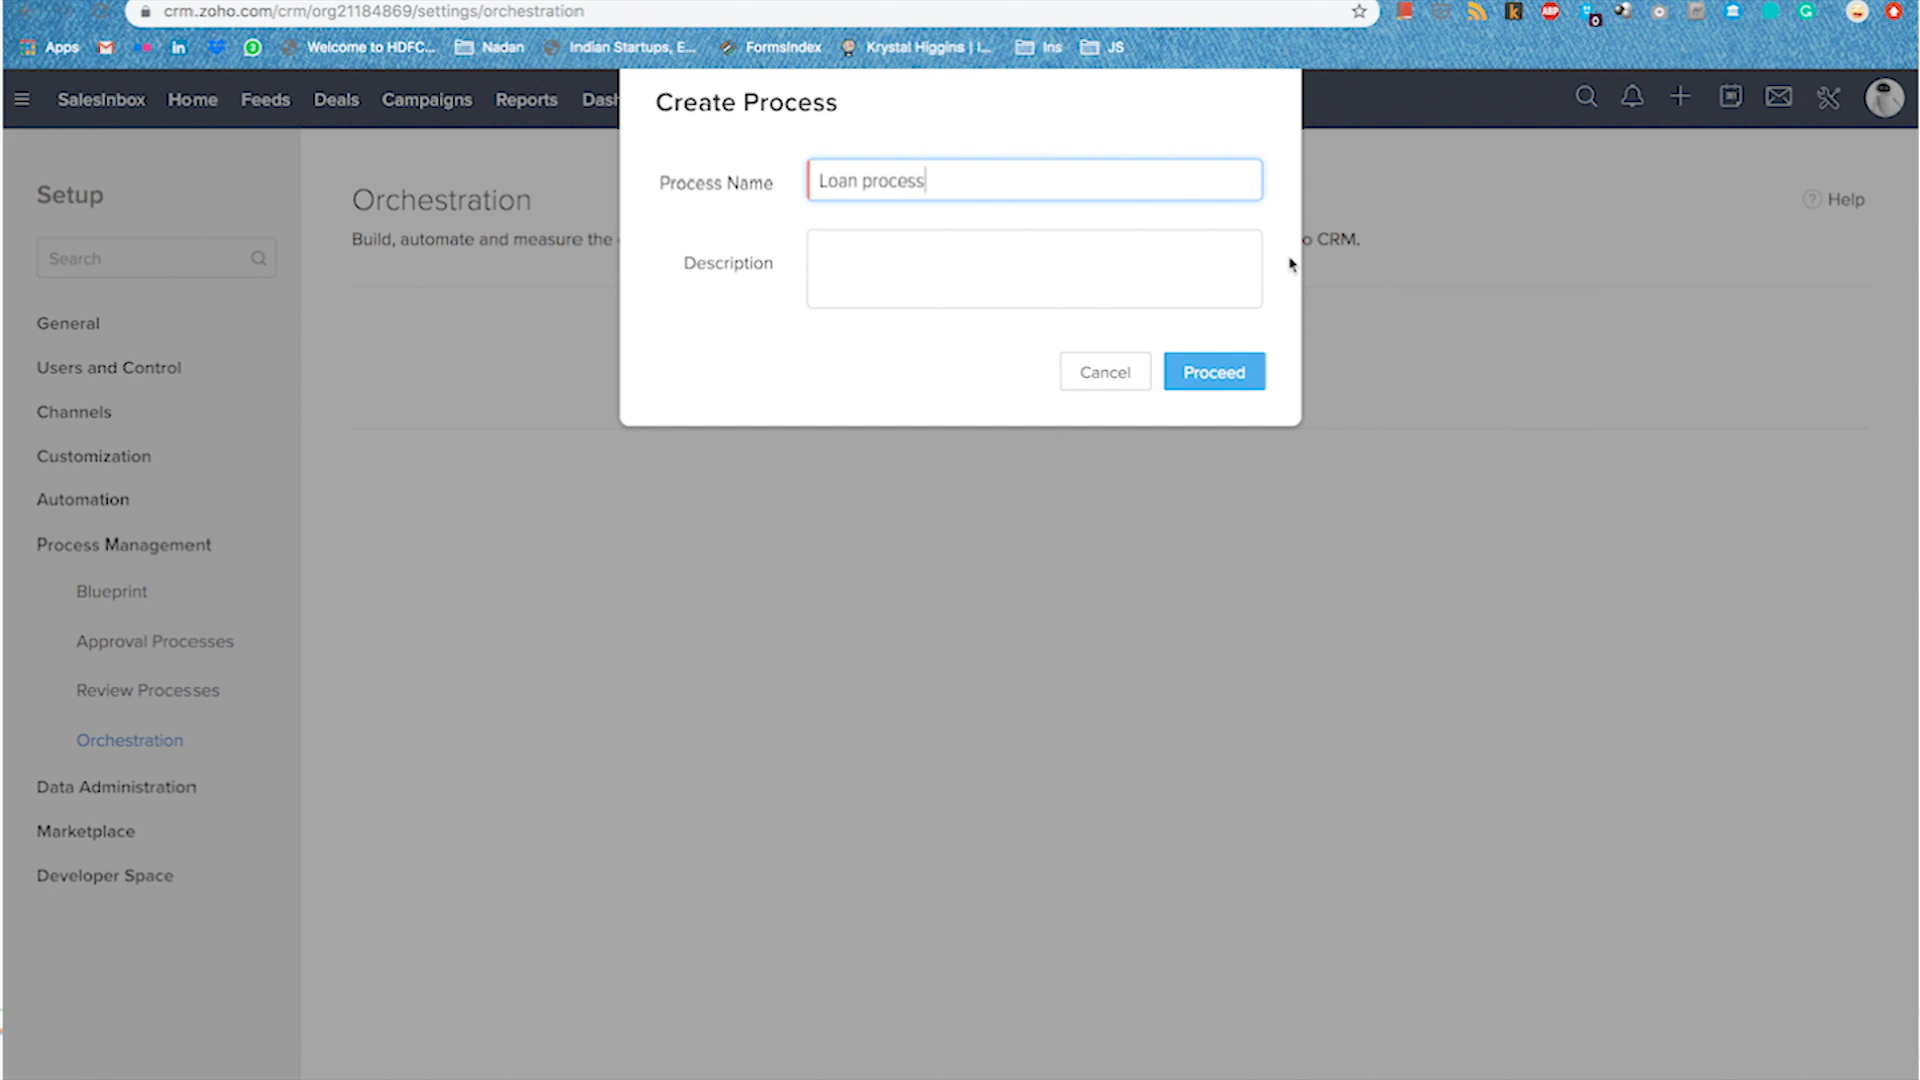 crm.zoho.com/crm/org21184869/settings/orchestration
Apps
Welcome to HDFC...
Nadan
Indian Startups, E...
FormsIndex
Krystal Higgins | I...
Ins
JS
SalesInbox Home Feeds Deals Campaigns Reports Dash
Create Process
Process Name
Loan process
Description
Cancel
Proceed
Setup
Search
General
Users and Control
Channels
Customization
Automation
Process Management
Blueprint
Approval Processes
Review Processes
Orchestration
Data Administration
Marketplace
Developer Space
Orchestration
Help
Build, automate and measure the
o CRM.